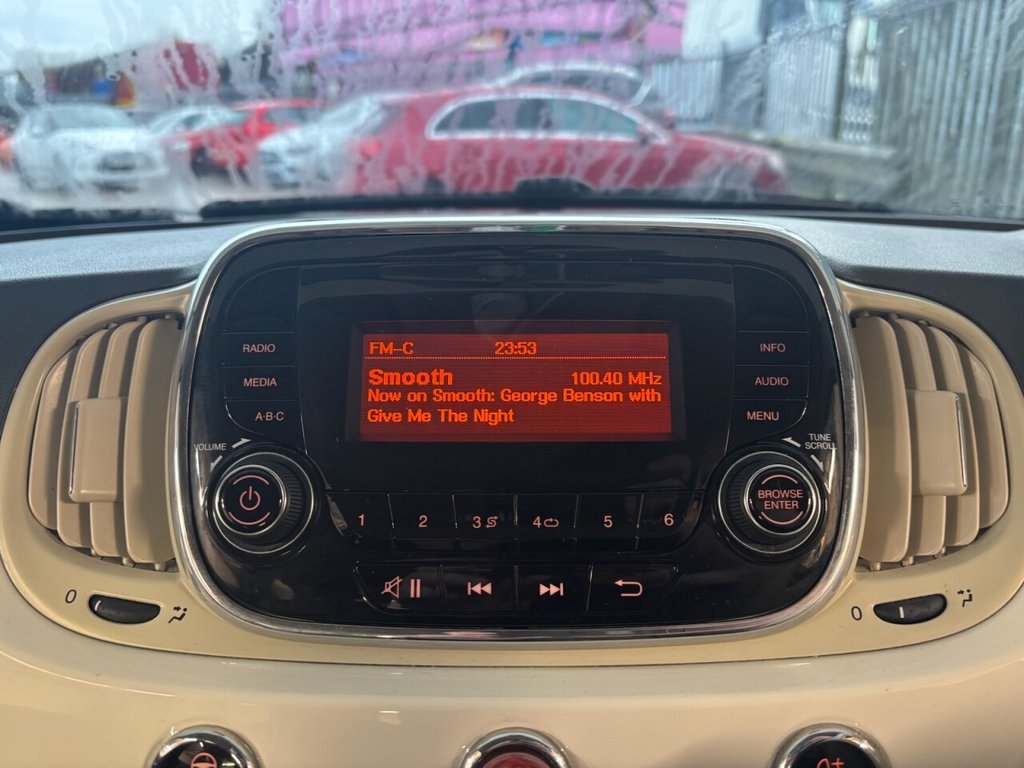 FM-C 23:53
Smooth 100.40 MHz
Now on Smooth: George Benson with
Give Me The Night
RADIO
MEDIA
A·B·C
VOLUME
INFO
AUDIO
MENU
TUNE
SCROLL
BROWSE
ENTER
1 2 3 4 5 6
0
0